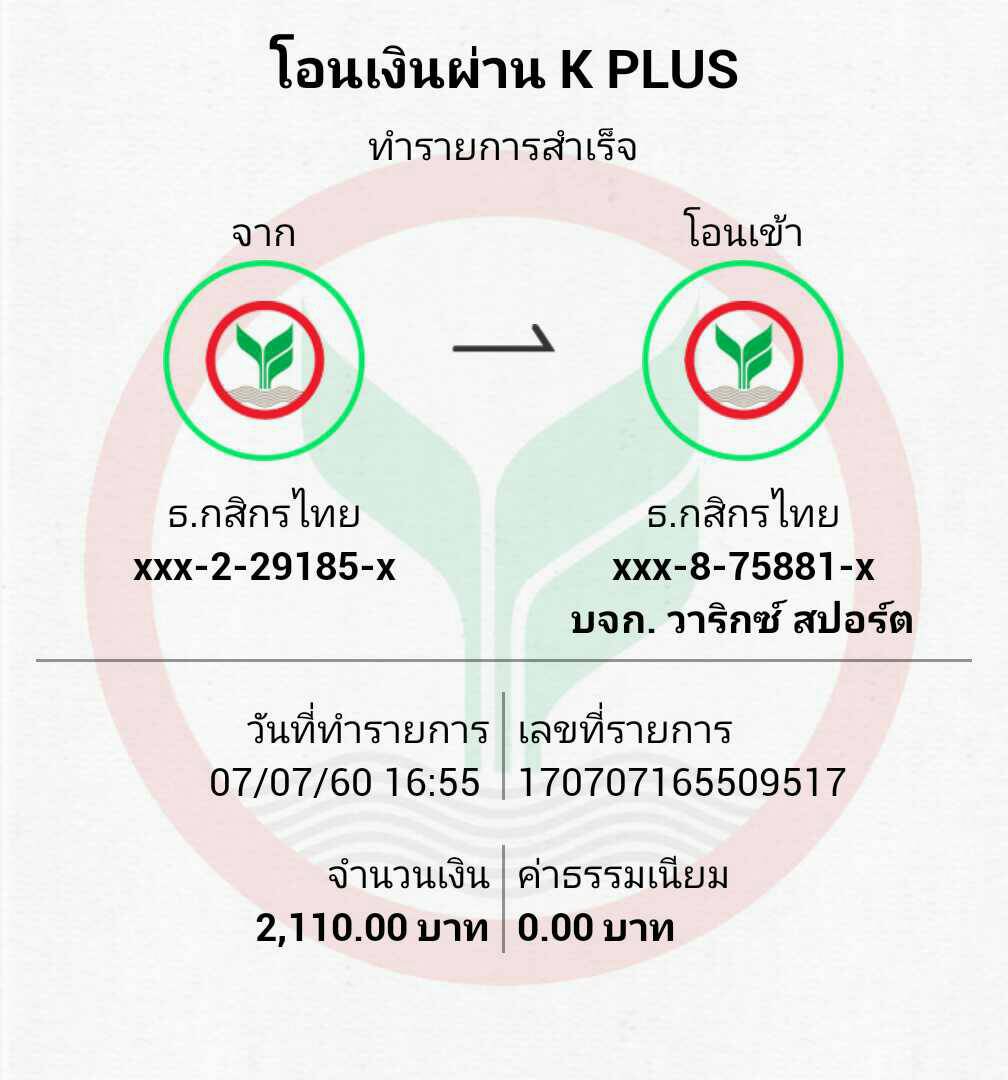 โอนเงินผ่าน K PLUS
ทำรายการสำเร็จ
จาก
โอนเข้า
ธ.กสิกรไทย
xxx-2-29185-x
ธ.กสิกรไทย
xxx-8-75881-x
บจก. วาริกซ์ สปอร์ต
วันที่ทำรายการ
07/07/60 16:55
เลขที่รายการ
170707165509517
จำนวนเงิน
2,110.00 บาท
ค่าธรรมเนียม
0.00 บาท